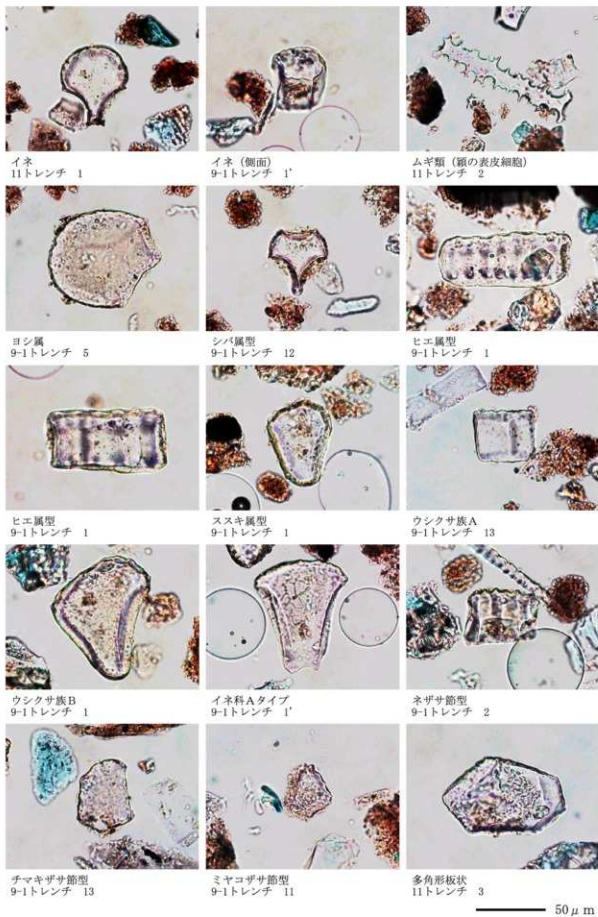 イネ
11トレンチ 1
イネ（側面）
9-1トレンチ 1'
ムギ類（穎の表皮細胞）
11トレンチ 2
ヨシ属
9-1トレンチ 5
シバ属型
9-1トレンチ 12
ヒエ属型
9-1トレンチ 1
ヒエ属型
9-1トレンチ 1
ススキ属型
9-1トレンチ 1
ウシクサ族A
9-1トレンチ 13
ウシクサ族B
9-1トレンチ 1
イネ科Aタイプ
9-1トレンチ 1'
ネザサ節型
9-1トレンチ 2
チマキザサ節型
9-1トレンチ 13
ミヤコザサ節型
9-1トレンチ 11
多角形板状
11トレンチ 3
50μm